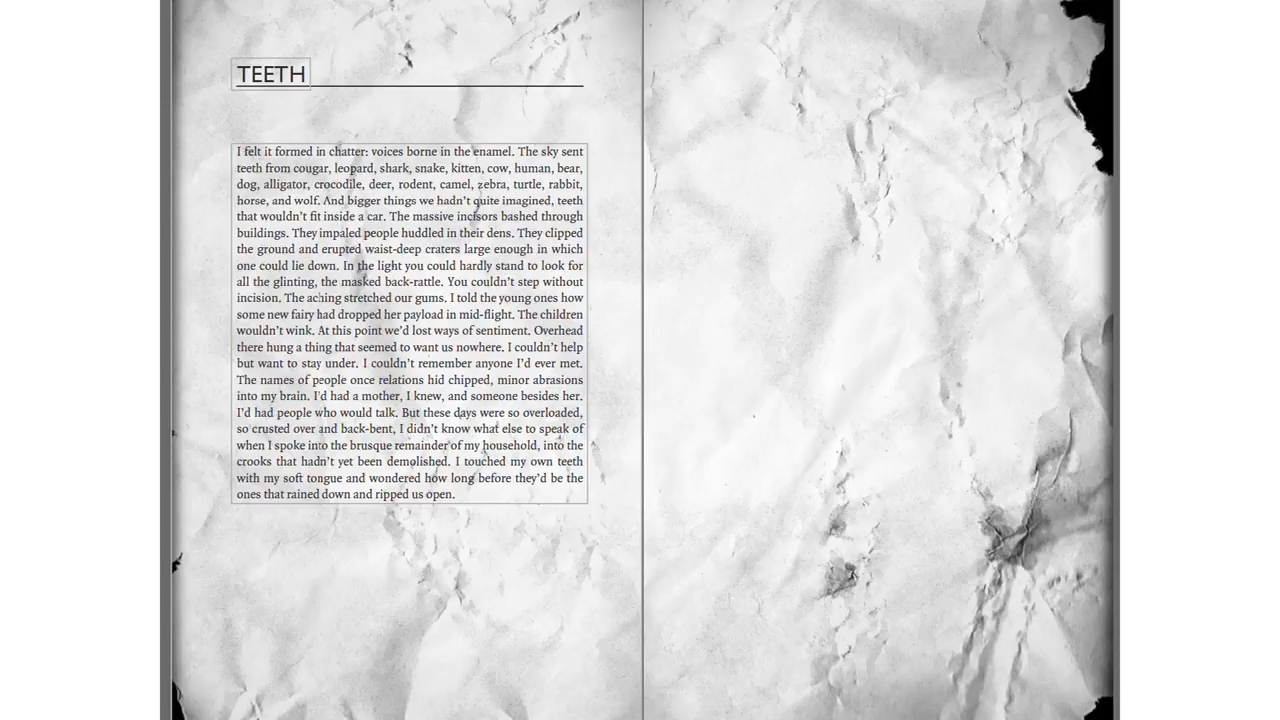 TEETH
I felt it formed in chatter: voices borne in the enamel. The sky sent
teeth from cougar, leopard, shark, snake, kitten, cow, human, bear,
dog, alligator, crocodile, deer, rodent, camel, zebra, turtle, rabbit,
horse, and wolf. And bigger things we hadn’t quite imagined, teeth
that wouldn’t fit inside a car. The massive incisors bashed through
buildings. They impaled people huddled in their dens. They clipped
the ground and erupted waist-deep craters large enough in which
one could lie down. In the light you could hardly stand to look for
all the glinting, the masked back-rattle. You couldn’t step without
incision. The aching stretched our gums. I told the young ones how
some new fairy had dropped her payload in mid-flight. The children
wouldn’t wink. At this point we’d lost ways of sentiment. Overhead
there hung a thing that seemed to want us nowhere. I couldn’t help
but want to stay under. I couldn’t remember anyone I’d ever met.
The names of people once relations hid chipped, minor abrasions
into my brain. I’d had a mother, I knew, and someone besides her.
I’d had people who would talk. But these days were so overloaded,
so crusted over and back-bent, I didn’t know what else to speak of
when I spoke into the brusque remainder of my household, into the
crooks that hadn’t yet been demolished. I touched my own teeth
with my soft tongue and wondered how long before they’d be the
ones that rained down and ripped us open.